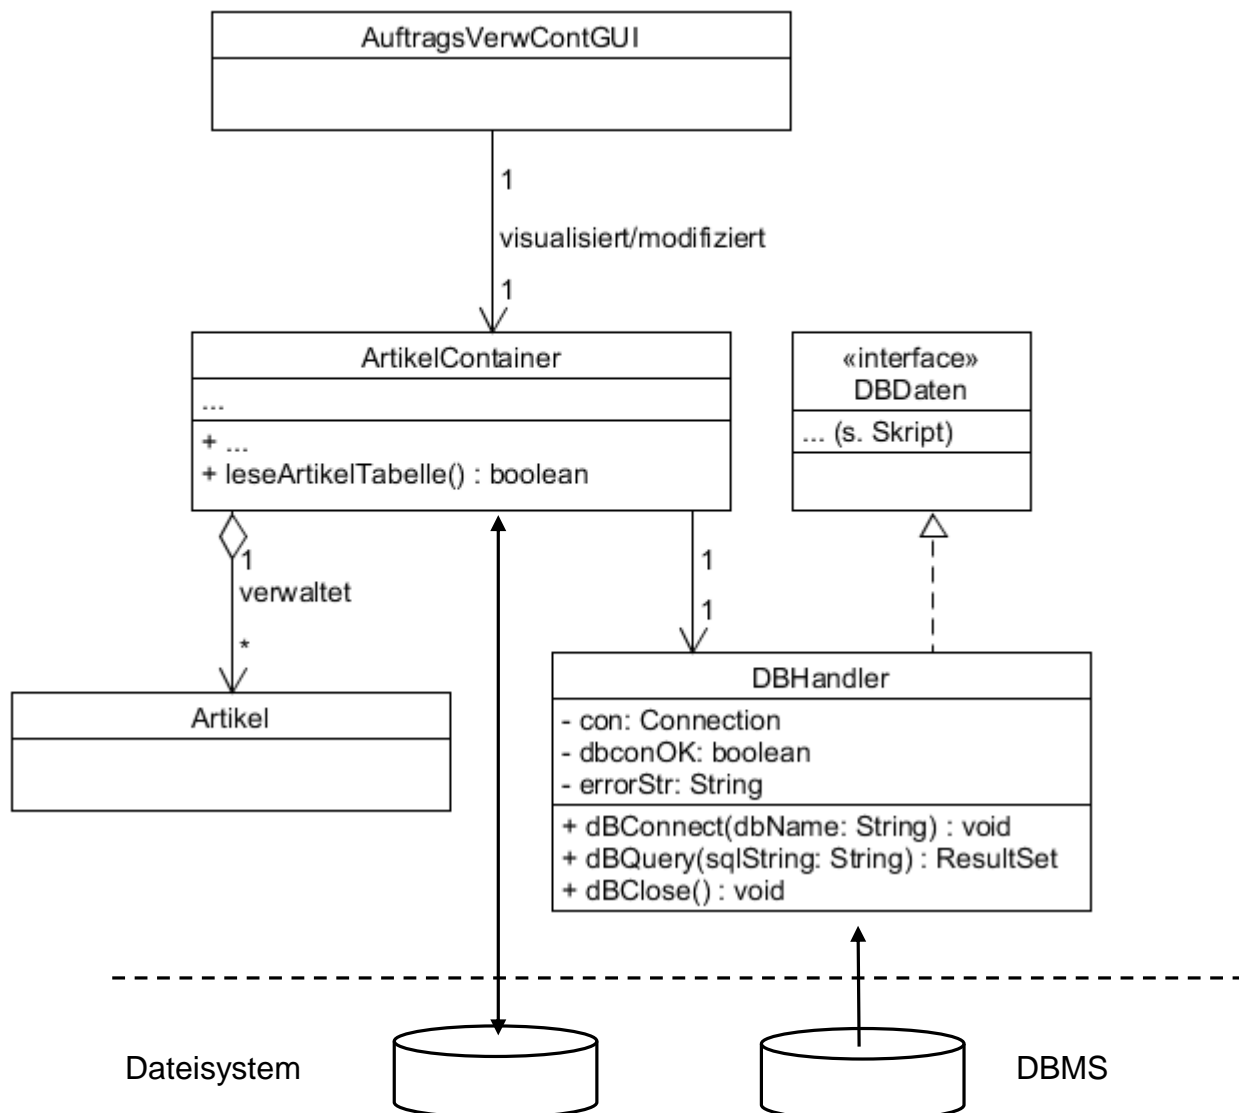 AuftragsVerwContGUI
1
visualisiert/modifiziert
1
ArtikelContainer
...
+ ...
+ leseArtikelTabelle() : boolean
«interface»
DBDaten
... (s. Skript)
1
verwaltet
*
1
1
Artikel
DBHandler
- con: Connection
- dbconOK: boolean
- errorStr: String
+ dBConnect(dbName: String) : void
+ dBQuery(sqlString: String) : ResultSet
+ dBClose() : void
Dateisystem
DBMS